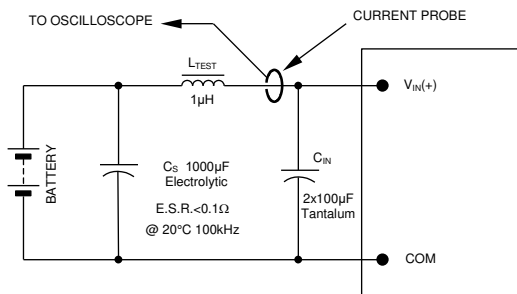 TO OSCILLOSCOPE
CURRENT PROBE
LTEST
1µH
VIN(+)
BATTERY
CS 1000µF
Electrolytic
E.S.R.<0.1Ω
@ 20°C 100kHz
CIN
2x100µF
Tantalum
COM